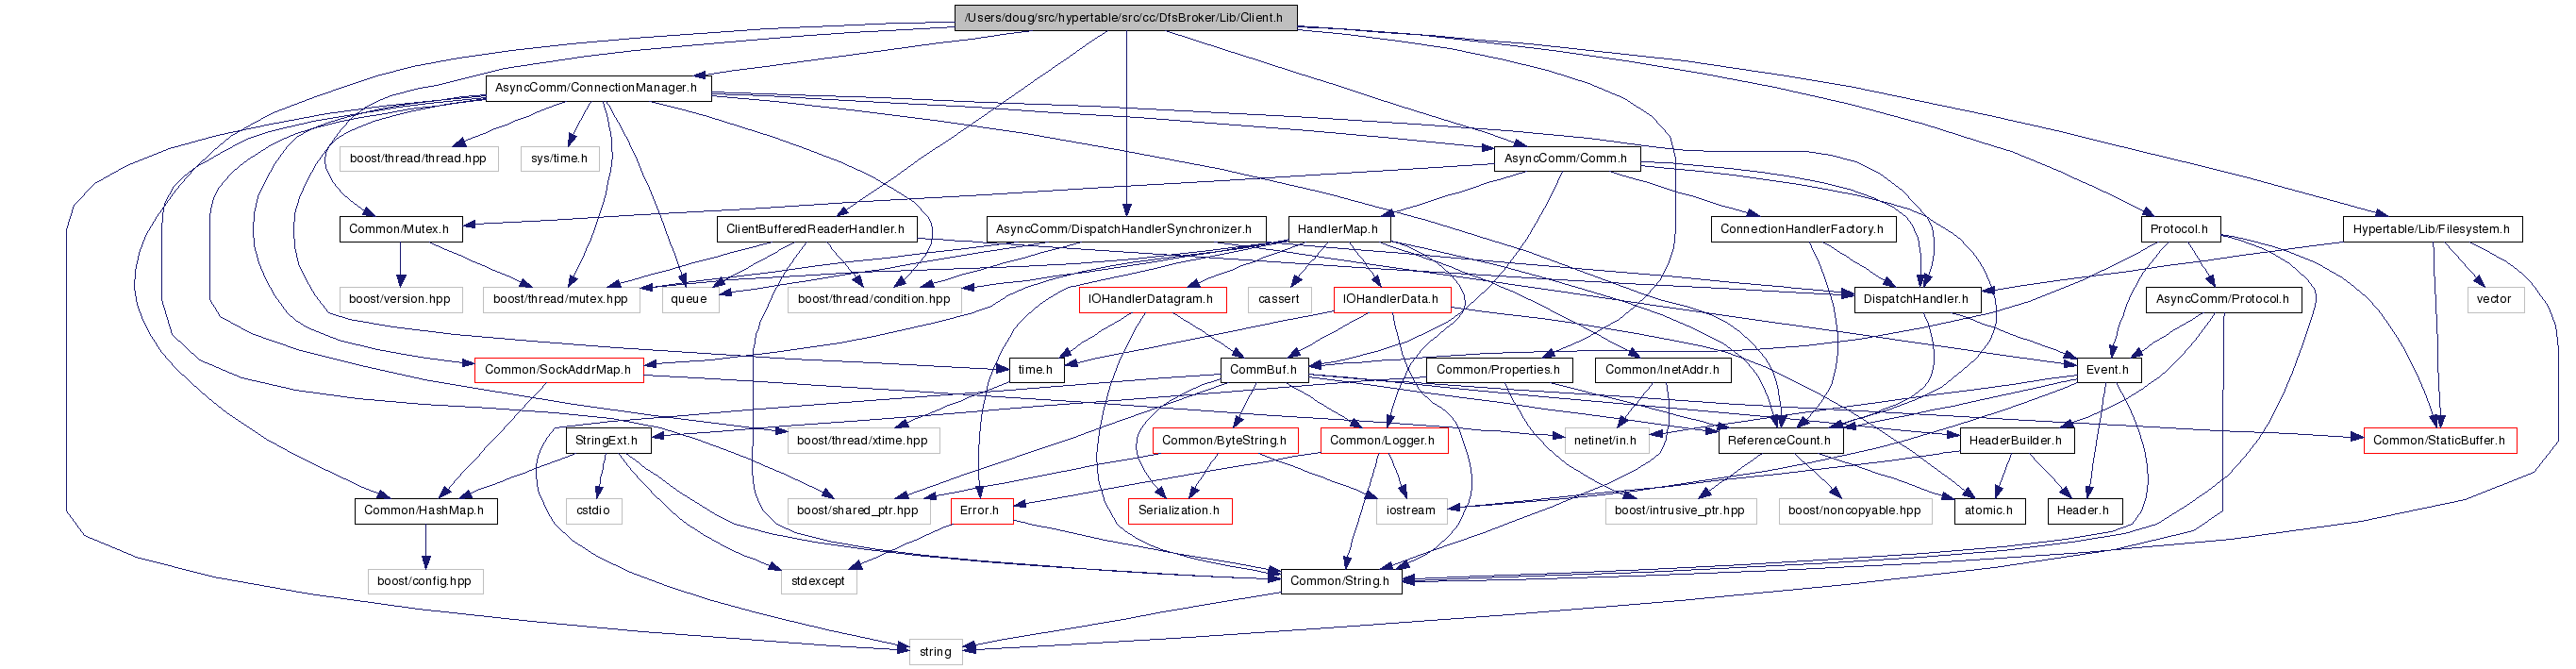 /Users/doug/src/hypertable/src/cc/DfsBroker/Lib/Client.h
AsyncComm/ConnectionManager.h
boost/thread/thread.hpp
sys/time.h
AsyncComm/Comm.h
Common/Mutex.h
ClientBufferedReaderHandler.h
AsyncComm/DispatchHandlerSynchronizer.h
HandlerMap.h
ConnectionHandlerFactory.h
Protocol.h
Hypertable/Lib/Filesystem.h
boost/version.hpp
boost/thread/mutex.hpp
queue
boost/thread/condition.hpp
IOHandlerDatagram.h
cassert
IOHandlerData.h
DispatchHandler.h
AsyncComm/Protocol.h
vector
Common/SockAddrMap.h
time.h
CommBuf.h
Common/Properties.h
Common/InetAddr.h
Event.h
StringExt.h
boost/thread/xtime.hpp
Common/ByteString.h
Common/Logger.h
netinet/in.h
ReferenceCount.h
HeaderBuilder.h
Common/StaticBuffer.h
Common/HashMap.h
cstdio
boost/shared_ptr.hpp
Error.h
Serialization.h
iostream
boost/intrusive_ptr.hpp
boost/noncopyable.hpp
atomic.h
Header.h
boost/config.hpp
stdexcept
Common/String.h
string